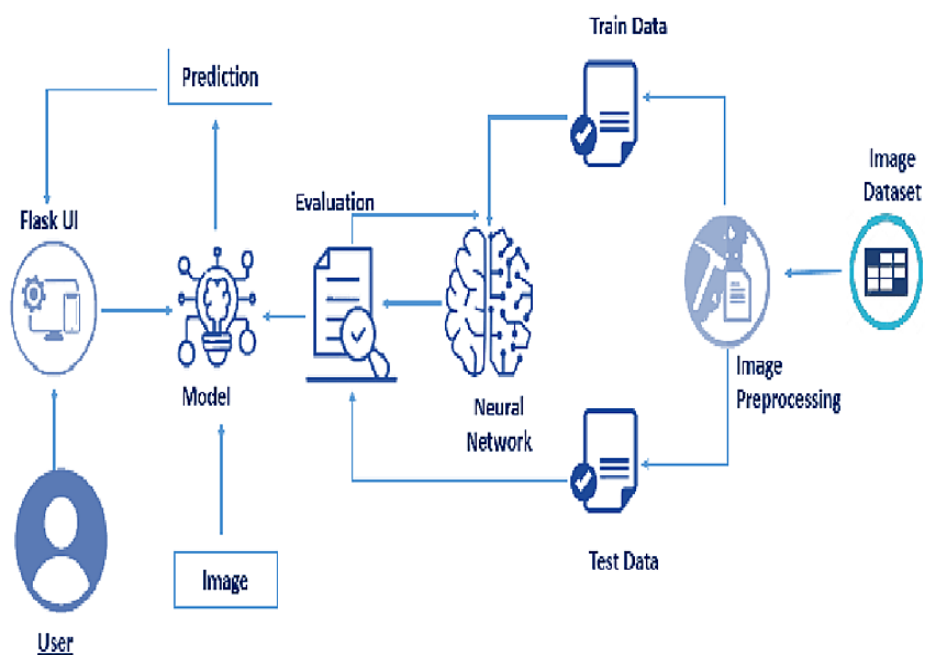 Train Data
Prediction
Image
Dataset
Evaluation
Flask UI
Image
Preprocessing
Model
Neural
Network
Test Data
Image
User